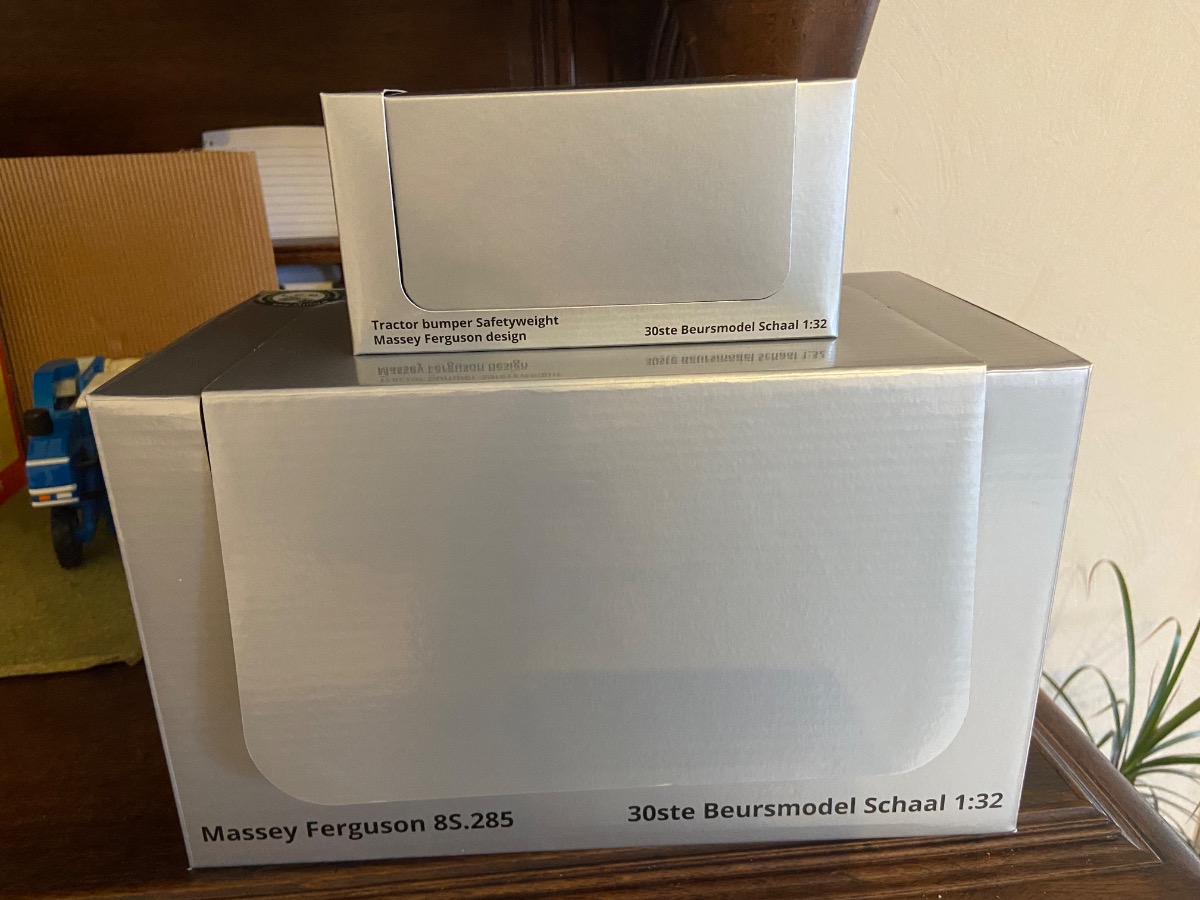 Tractor bumper Safetyweight
Massey Ferguson design
30ste Beursmodel Schaal 1:32
Massey Ferguson 8S.285
30ste Beursmodel Schaal 1:32